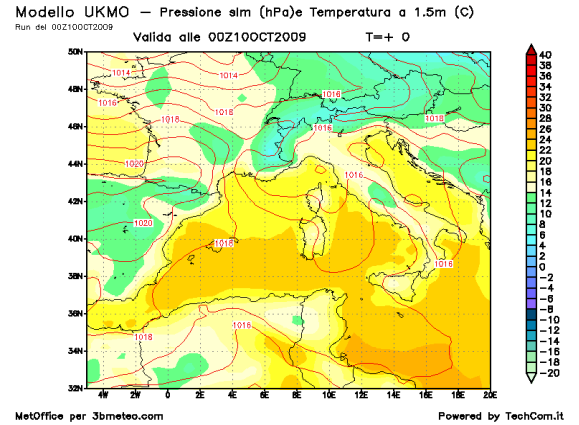 Modello UKMO – Pressione slm (hPa)e Temperatura a 1.5m (C)
Run del 00Z10OCT2009
Valida alle 00Z10OCT2009 T=+ 0
50N
48N
46N
44N
42N
40N
38N
36N
34N
32N
4W 2W 0 2E 4E 6E 8E 10E 12E 14E 16E 18E 20E
1014
1014
1016
1016
1018
1018
1016
1020
1016
1020
1018
1016
1018
1016
40
38
36
34
32
30
28
26
24
22
20
18
16
14
12
10
8
6
4
2
0
-2
-4
-6
-8
-10
-12
-14
-16
-18
-20
MetOffice per 3bmeteo.com
Powered by TechCom.it